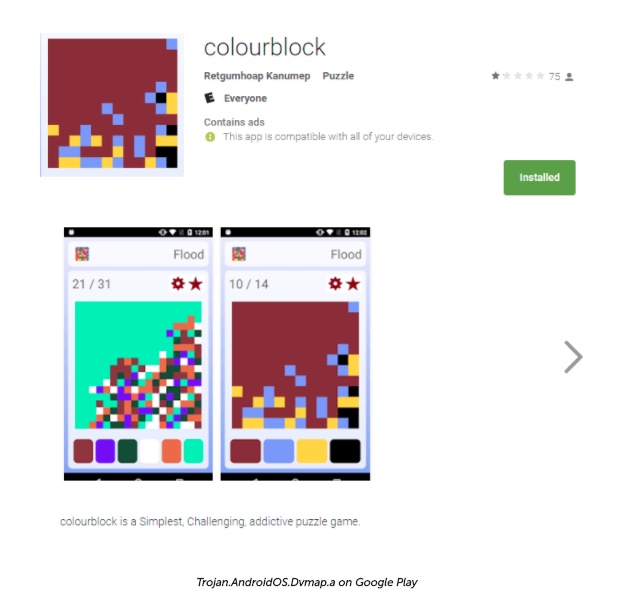 colourblock
Retgumhoap Kanumep Puzzle 75
E Everyone
Contains ads
This app is compatible with all of your devices.
Installed
12:01
Flood
21 / 31
12:02
Flood
10 / 14
colourblock is a Simplest, Challenging, addictive puzzle game.
Trojan.AndroidOS.Dvmap.a on Google Play